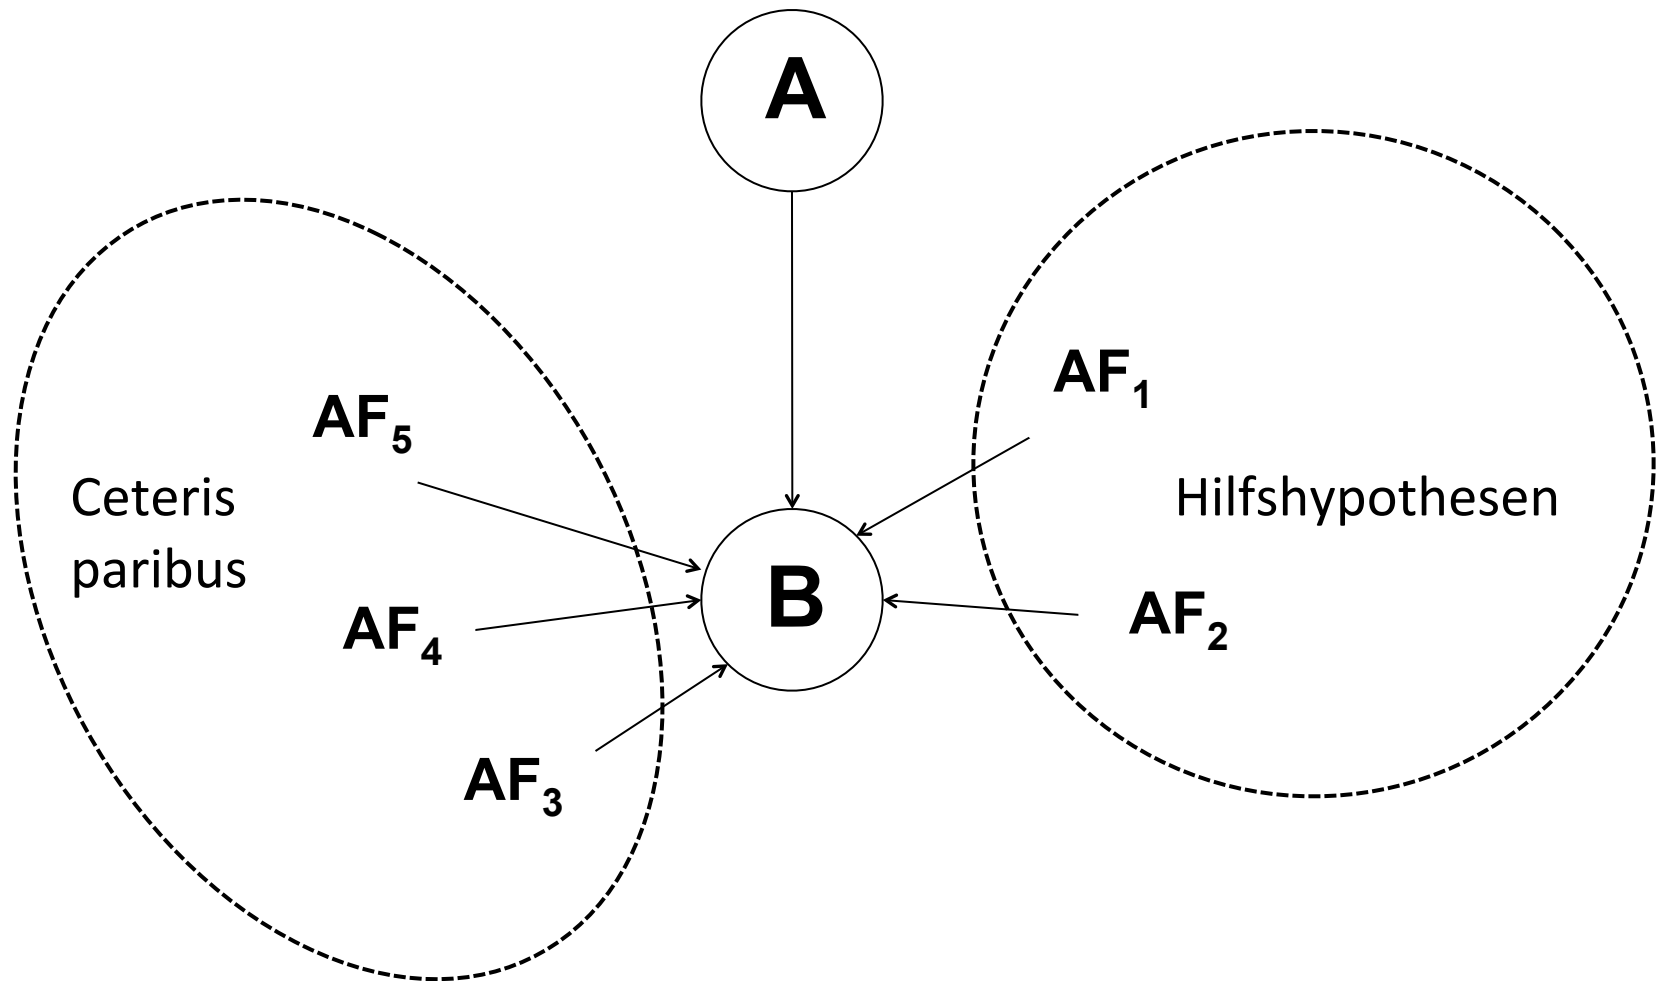 A
AF₁
AF₅
Ceteris
paribus
Hilfshypothesen
B
AF₄
AF₂
AF₃